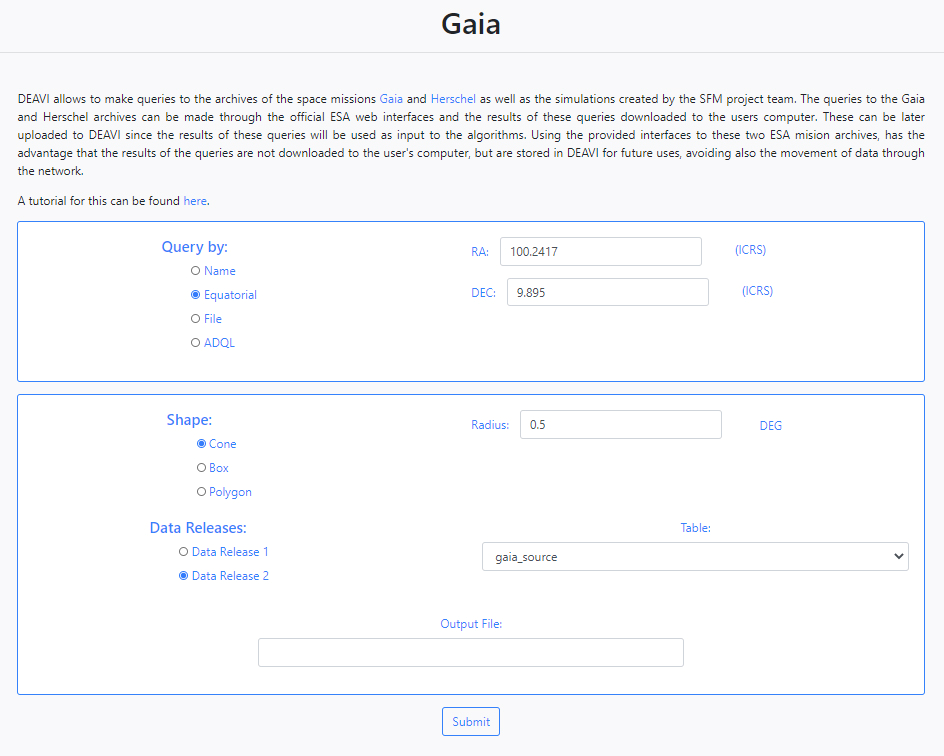 Gaia
DEAVI allows to make queries to the archives of the space missions Gaia and Herschel as well as the simulations created by the SFM project team. The queries to the Gaia
and Herschel archives can be made through the official ESA web interfaces and the results of these queries downloaded to the users computer. These can be later
uploaded to DEAVI since the results of these queries will be used as input to the algorithms. Using the provided interfaces to these two ESA mision archives, has the
advantage that the results of the queries are not downloaded to the user's computer, but are stored in DEAVI for future uses, avoiding also the movement of data through
the network.
A tutorial for this can be found here.
Query by:
Name
Equatorial
File
ADQL
RA: 100.2417 (ICRS)
DEC: 9.895 (ICRS)
Shape:
Cone
Box
Polygon
Radius: 0.5 DEG
Data Releases:
Data Release 1
Data Release 2
Table:
gaia_source
Output File:
Submit